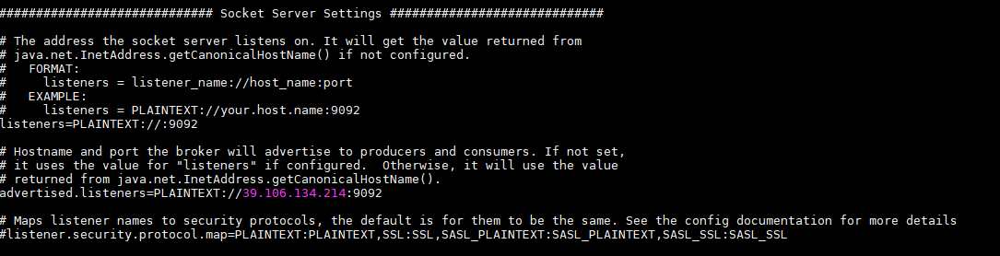 ############################# Socket Server Settings #############################
# The address the socket server listens on. It will get the value returned from
# java.net.InetAddress.getCanonicalHostName() if not configured.
#   FORMAT:
#     listeners = listener_name://host_name:port
#   EXAMPLE:
#     listeners = PLAINTEXT://your.host.name:9092
listeners=PLAINTEXT://:9092
# Hostname and port the broker will advertise to producers and consumers. If not set,
# it uses the value for "listeners" if configured.  Otherwise, it will use the value
# returned from java.net.InetAddress.getCanonicalHostName().
advertised.listeners=PLAINTEXT://39.106.134.214:9092
# Maps listener names to security protocols, the default is for them to be the same. See the config documentation for more details
#listener.security.protocol.map=PLAINTEXT:PLAINTEXT,SSL:SSL,SASL_PLAINTEXT:SASL_PLAINTEXT,SASL_SSL:SASL_SSL